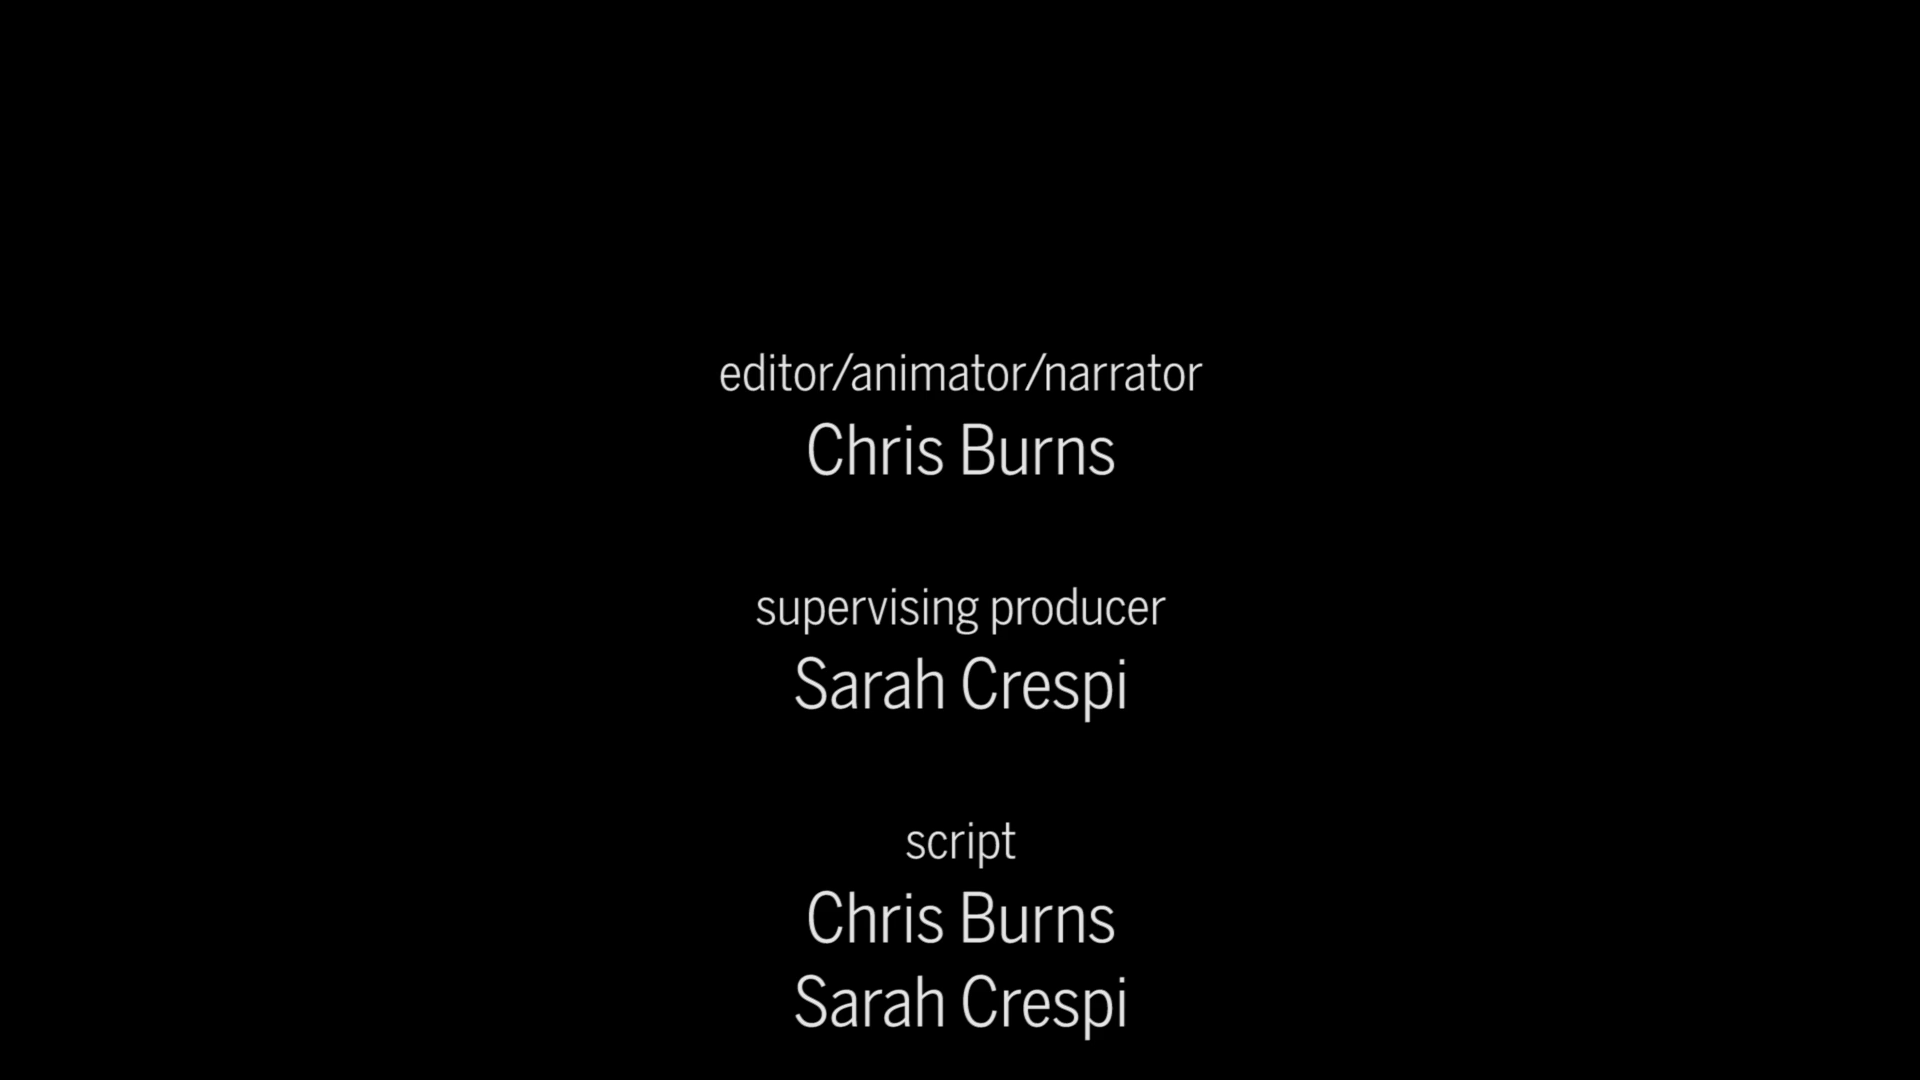 editor/animator/narrator
Chris Burns
supervising producer
Sarah Crespi
script
Chris Burns
Sarah Crespi